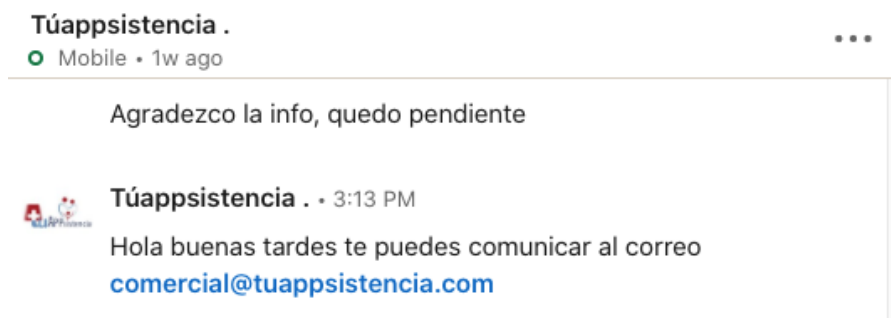 Túappsistencia .
Mobile • 1w ago
Agradezco la info, quedo pendiente
Túappsistencia . • 3:13 PM
Hola buenas tardes te puedes comunicar al correo
comercial@tuappsistencia.com